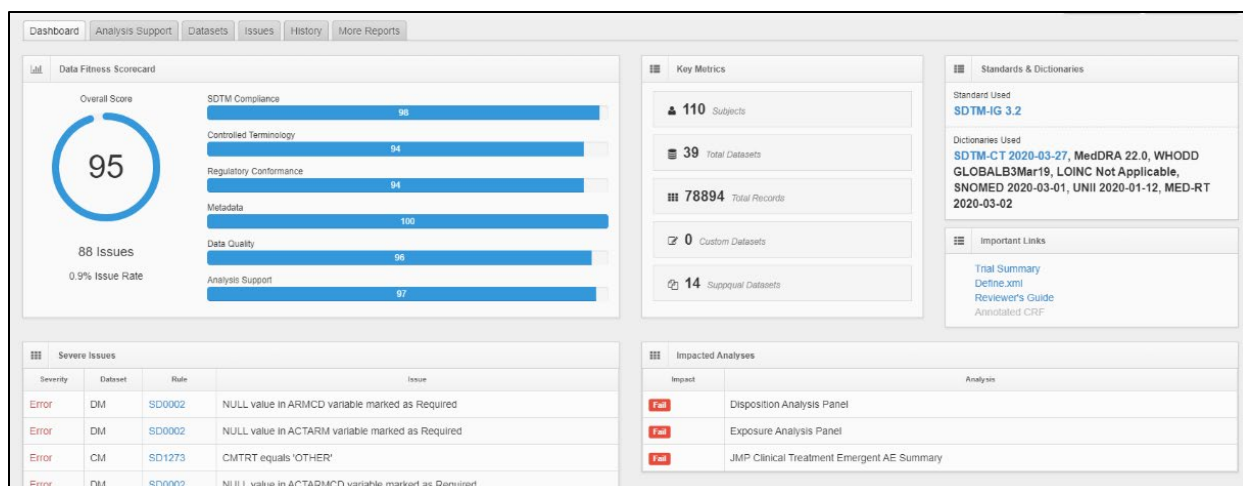 Dashboard Analysis Support Datasets Issues History More Reports
Data Fitness Scorecard
Overall Score
95
88 Issues
0.9% Issue Rate
SDTM Compliance
98
Controlled Terminology
94
Regulatory Conformance
94
Metadata
100
Data Quality
96
Analysis Support
97
Key Metrics
110 Subjects
39 Total Datasets
78894 Total Records
0 Custom Datasets
14 Suppqual Datasets
Standards & Dictionaries
Standard Used
SDTM-IG 3.2
Dictionaries Used
SDTM-CT 2020-03-27, MedDRA 22.0, WHODD
GLOBALB3Mar19, LOINC Not Applicable,
SNOMED 2020-03-01, UNII 2020-01-12, MED-RT
2020-03-02
Important Links
Trial Summary
Define.xml
Reviewer's Guide
Annotated CRF
Severe Issues
Severity Dataset Rule Issue
Error DM SD0002 NULL value in ARMCD variable marked as Required
Error DM SD0002 NULL value in ACTARM variable marked as Required
Error CM SD1273 CMTRT equals 'OTHER'
Error DM SD0002 NULL value in ACTARMCD variable marked as Required
Impacted Analyses
Impact Analysis
Fail Disposition Analysis Panel
Fail Exposure Analysis Panel
Fail JMP Clinical Treatment Emergent AE Summary